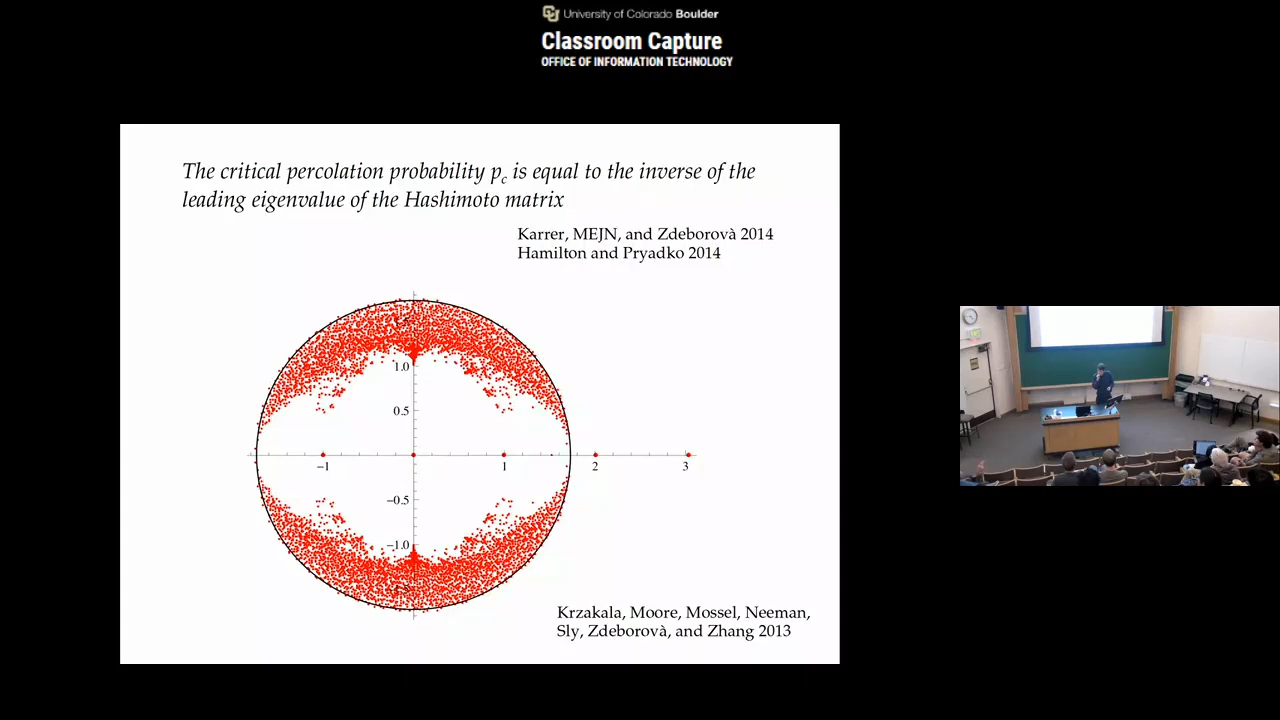 University of Colorado Boulder
Classroom Capture
OFFICE OF INFORMATION TECHNOLOGY
The critical percolation probability pc is equal to the inverse of the
leading eigenvalue of the Hashimoto matrix
Karrer, MEJN, and Zdeborovà 2014
Hamilton and Pryadko 2014
1.0
0.5
-1
1
2
3
-0.5
-1.0
Krzakala, Moore, Mossel, Neeman,
Sly, Zdeborovà, and Zhang 2013